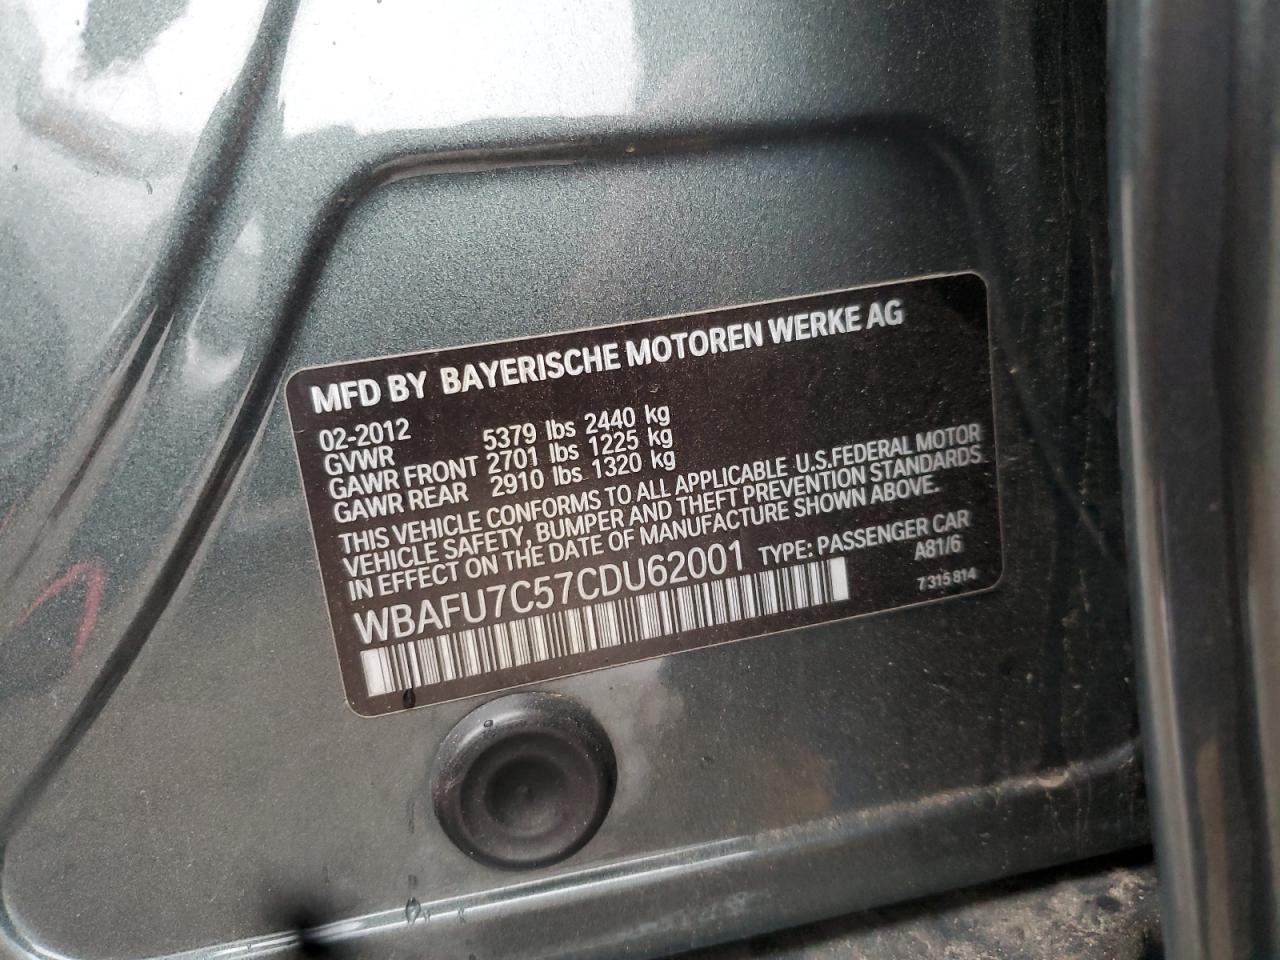 MFD BY BAYERISCHE MOTOREN WERKE AG
02-2012
GVWR 5379 lbs 2440 kg
GAWR FRONT 2701 lbs 1225 kg
GAWR REAR 2910 lbs 1320 kg
THIS VEHICLE CONFORMS TO ALL APPLICABLE U.S.FEDERAL MOTOR
VEHICLE SAFETY, BUMPER AND THEFT PREVENTION STANDARDS
IN EFFECT ON THE DATE OF MANUFACTURE SHOWN ABOVE.
WBAFU7C57CDU62001 TYPE: PASSENGER CAR
A81/6
7 315 814